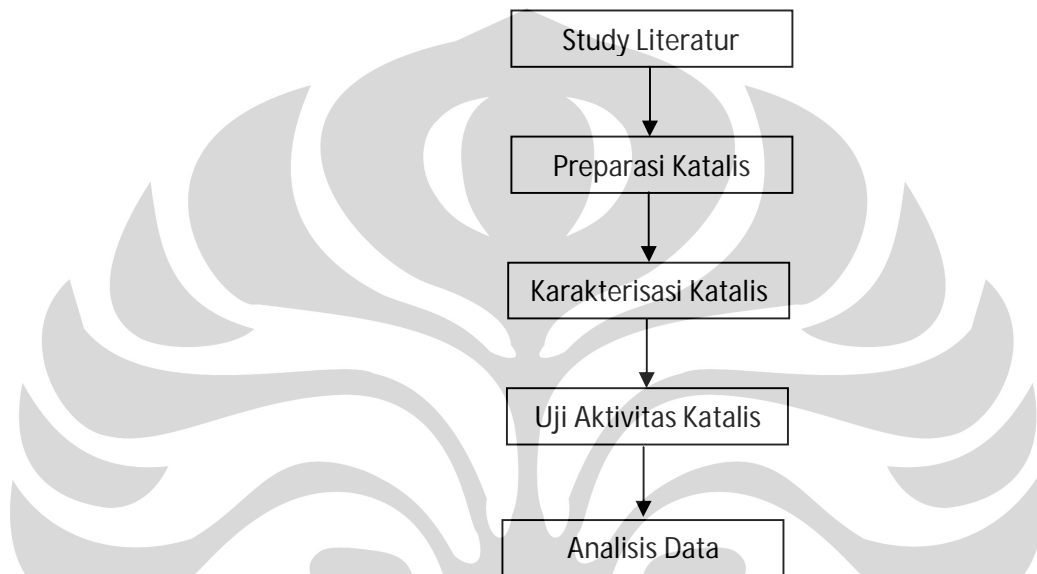 Study Literatur
Preparasi Katalis
Karakterisasi Katalis
Uji Aktivitas Katalis
Analisis Data